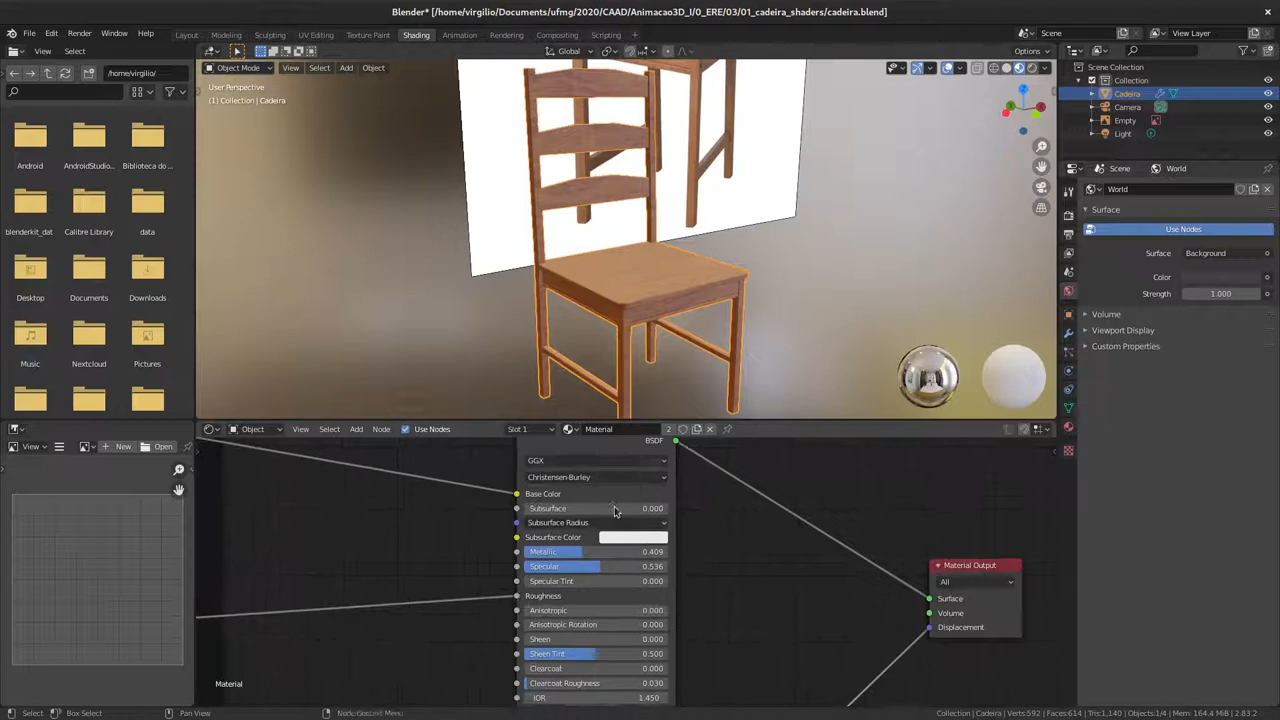 Blender* [/home/virgilio/Documents/ufmg/2020/CAAD/Animacao3D_I/0_ERE/03/01_cadeira_shaders/cadeira.blend]
File Edit Render Window Help
Layout Modeling Sculpting UV Editing Texture Paint Shading Animation Rendering Compositing Scripting
Scene
View Layer
View Select
Global
Options
/home/virgilio/
Object Mode View Select Add Object
User Perspective
(1) Collection | Cadeira
Android
AndroidStudio...
Biblioteca do ...
blenderkit_dat
Calibre Library
data
Desktop
Documents
Downloads
Music
Nextcloud
Pictures
Scene Collection
Collection
Cadeira
Camera
Empty
Light
Scene World
World
Surface
Use Nodes
Surface Background
Color
Strength 1.000
Volume
Viewport Display
Custom Properties
View New Open
Object View Select Add Node Use Nodes Slot 1 Material 2
BSDF
GGX
Christensen-Burley
Base Color
Subsurface 0.000
Subsurface Radius
Subsurface Color
Metallic 0.409
Specular 0.536
Specular Tint 0.000
Roughness
Anisotropic 0.000
Anisotropic Rotation 0.000
Sheen 0.000
Sheen Tint 0.500
Clearcoat 0.000
Clearcoat Roughness 0.030
IOR 1.450
Material Output
All
Surface
Volume
Displacement
Material
Select Box Select Pan View Node Context Menu
Collection | Cadeira | Verts:592 | Faces:614 | Tris:1,140 | Objects:1/4 | Mem: 164.4 MiB | 2.83.2